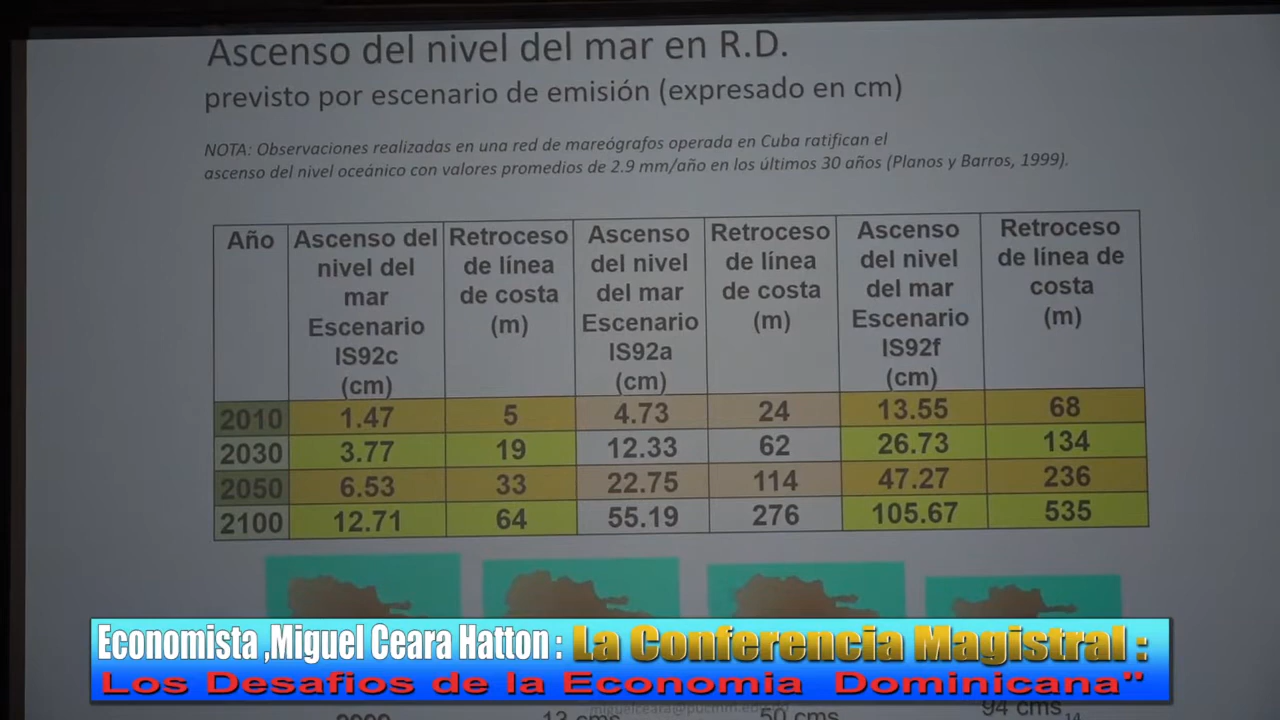 Ascenso del nivel del mar en R.D.
previsto por escenario de emisión (expresado en cm)
NOTA: Observaciones realizadas en una red de mareógrafos operada en Cuba ratifican el
ascenso del nivel oceánico con valores promedios de 2.9 mm/año en los últimos 30 años (Planos y Barros, 1999).
Año Ascenso del nivel del mar Escenario IS92c (cm) Retroceso de línea de costa (m) Ascenso del nivel del mar Escenario IS92a (cm) Retroceso de línea de costa (m) Ascenso del nivel del mar Escenario IS92f (cm) Retroceso de línea de costa (m)
2010 1.47 5 4.73 24 13.55 68
2030 3.77 19 12.33 62 26.73 134
2050 6.53 33 22.75 114 47.27 236
2100 12.71 64 55.19 276 105.67 535
Economista ,Miguel Ceara Hatton : La Conferencia Magistral :
Los Desafios de la Economia Dominicana"
13 cms 50 cms 94 cms
14